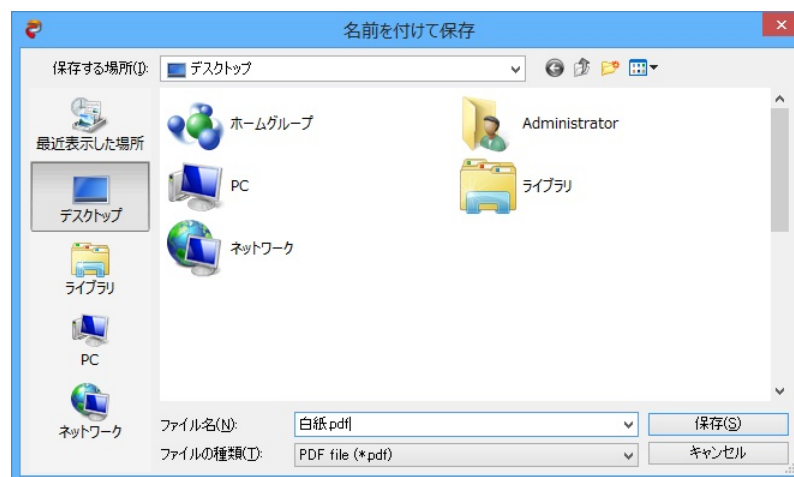 名前を付けて保存
保存する場所(I):
デスクトップ
最近表示した場所
デスクトップ
ライブラリ
PC
ネットワーク
ホームグループ
Administrator
PC
ライブラリ
ネットワーク
ファイル名(N):
白紙.pdf
保存(S)
ファイルの種類(T):
PDF file (*pdf)
キャンセル